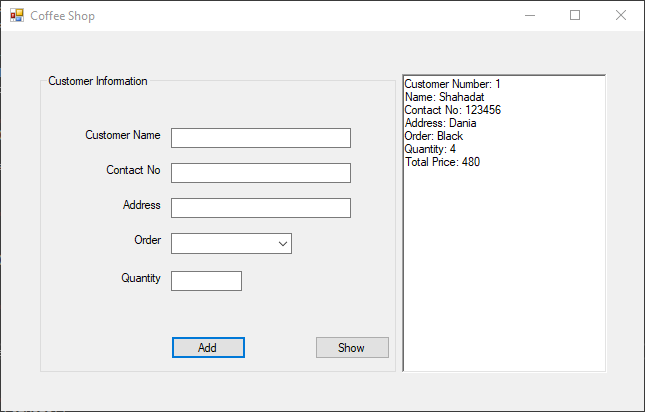 Coffee Shop
Customer Information
Customer Name
Contact No
Address
Order
Quantity
Add
Show
Customer Number: 1
Name: Shahadat
Contact No: 123456
Address: Dania
Order: Black
Quantity: 4
Total Price: 480